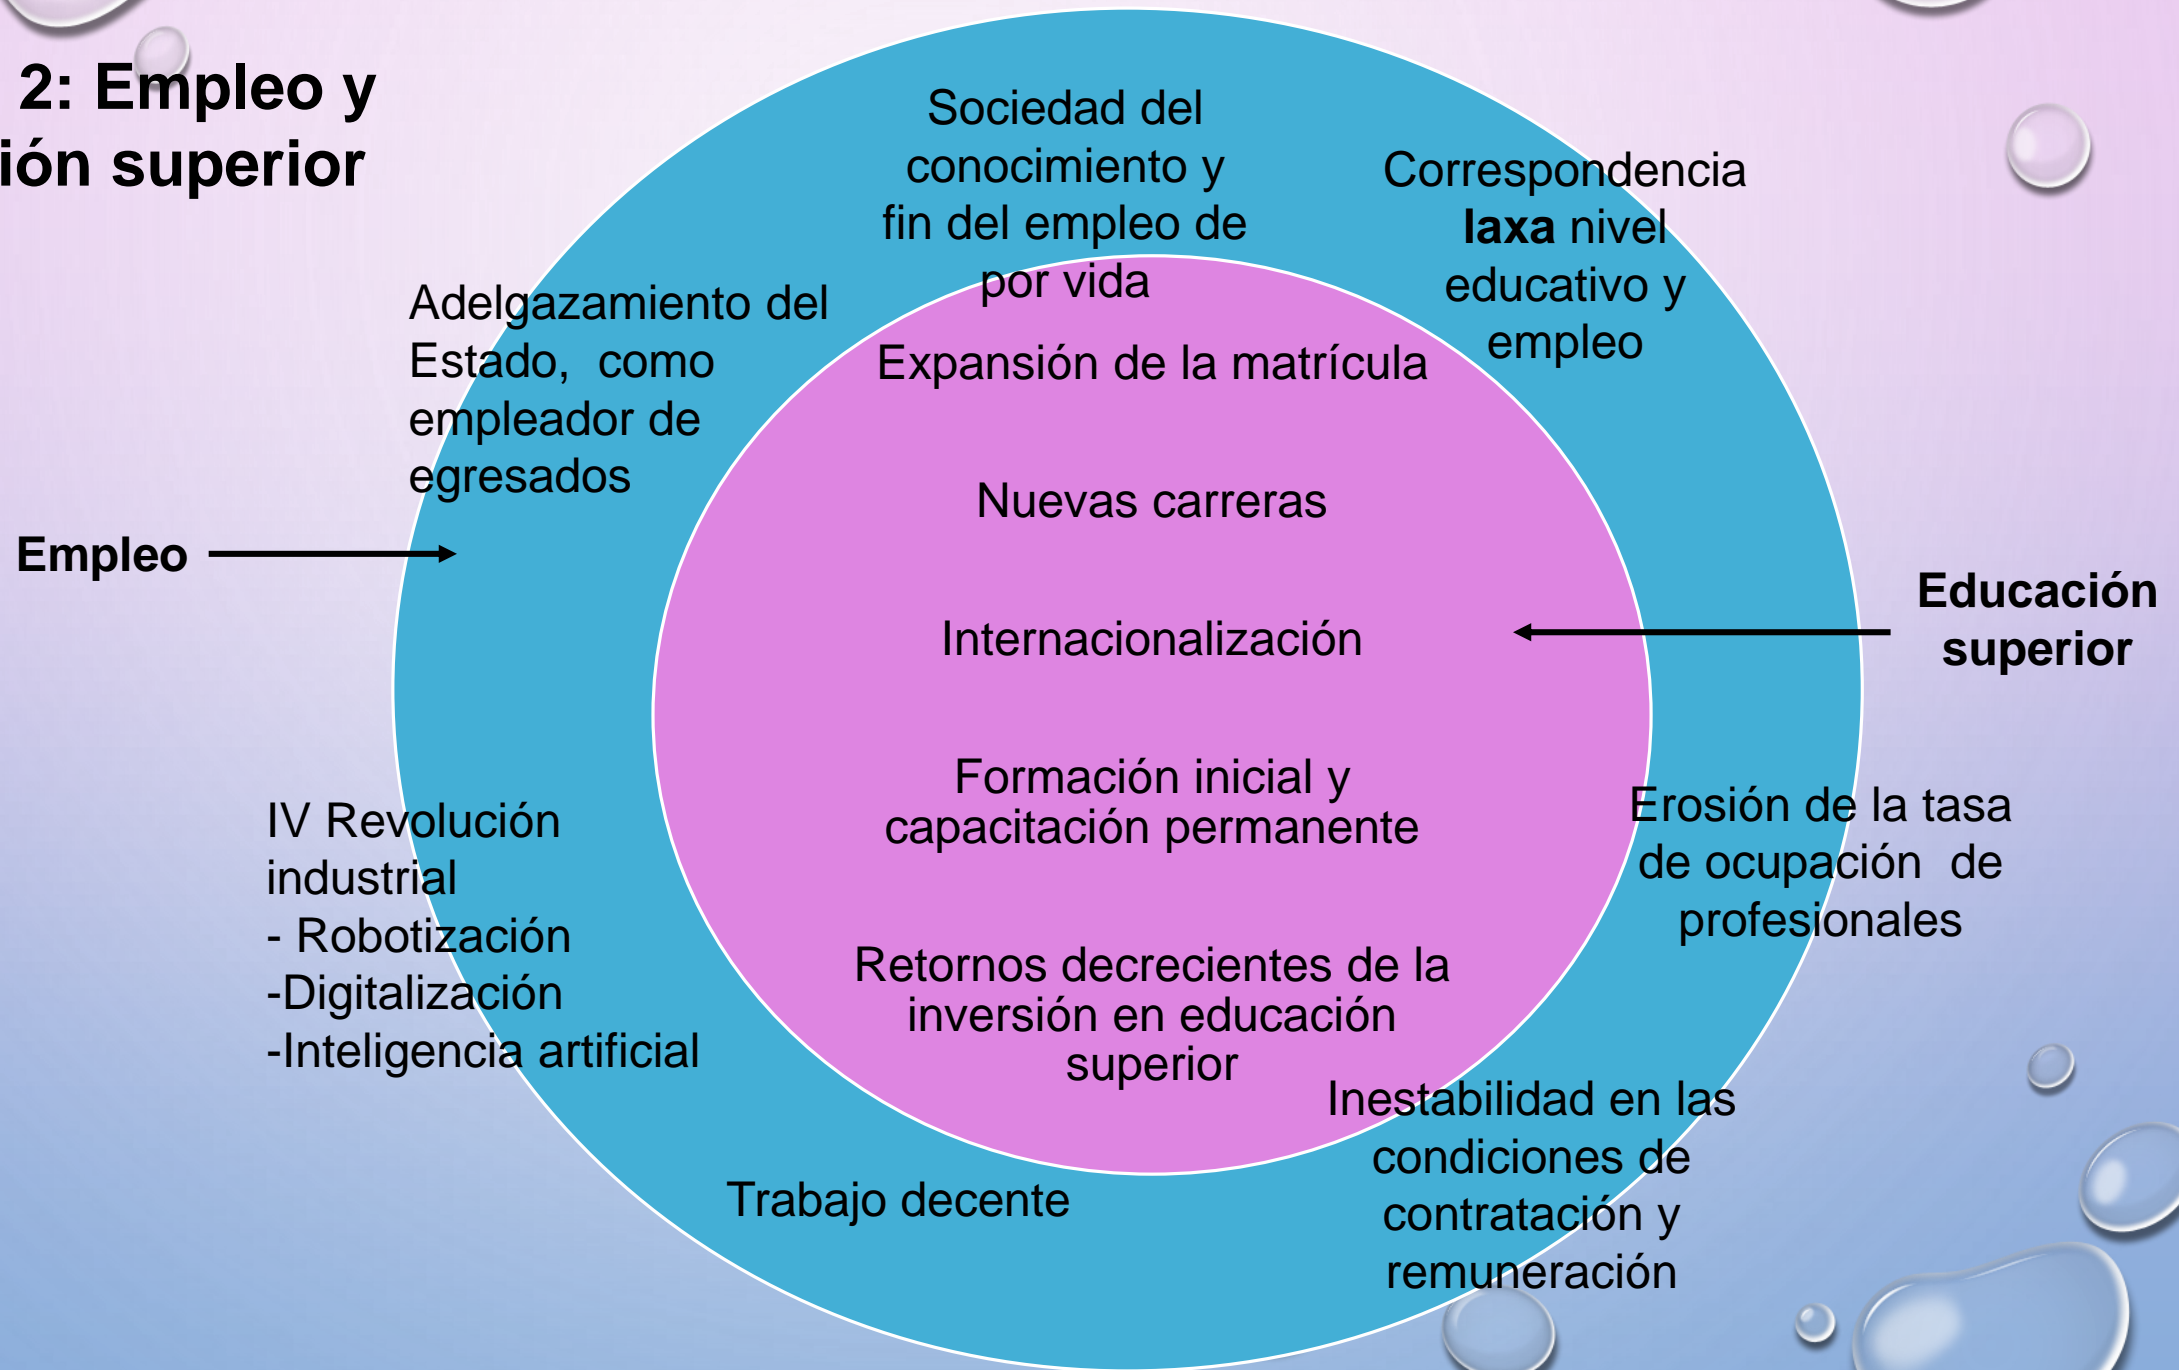 2: Empleo y
ión superior
Sociedad del
conocimiento y
fin del empleo de
por vida
Correspondencia
laxa nivel
educativo y
empleo
Adelgazamiento del
Estado, como
empleador de
egresados
Expansión de la matrícula
Nuevas carreras
Empleo
Internacionalización
Educación
superior
Formación inicial y
capacitación permanente
IV Revolución
industrial
- Robotización
-Digitalización
-Inteligencia artificial
Erosión de la tasa
de ocupación de
profesionales
Retornos decrecientes de la
inversión en educación
superior
Inestabilidad en las
condiciones de
contratación y
remuneración
Trabajo decente